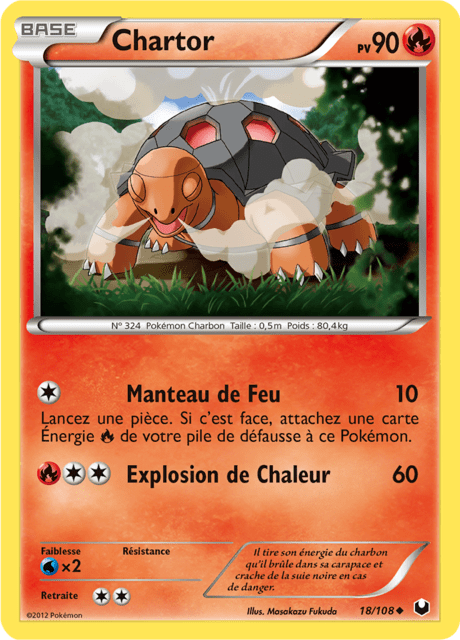 BASE Chartor PV 90
N° 324 Pokémon Charbon Taille : 0,5m Poids : 80,4kg
Manteau de Feu 10
Lancez une pièce. Si c'est face, attachez une carte
Énergie de votre pile de défausse à ce Pokémon.
Explosion de Chaleur 60
Faiblesse Résistance
×2
Retraite
Il tire son énergie du charbon
qu'il brûle dans sa carapace et
crache de la suie noire en cas
de danger.
©2012 Pokémon Illus. Masakazu Fukuda 18/108